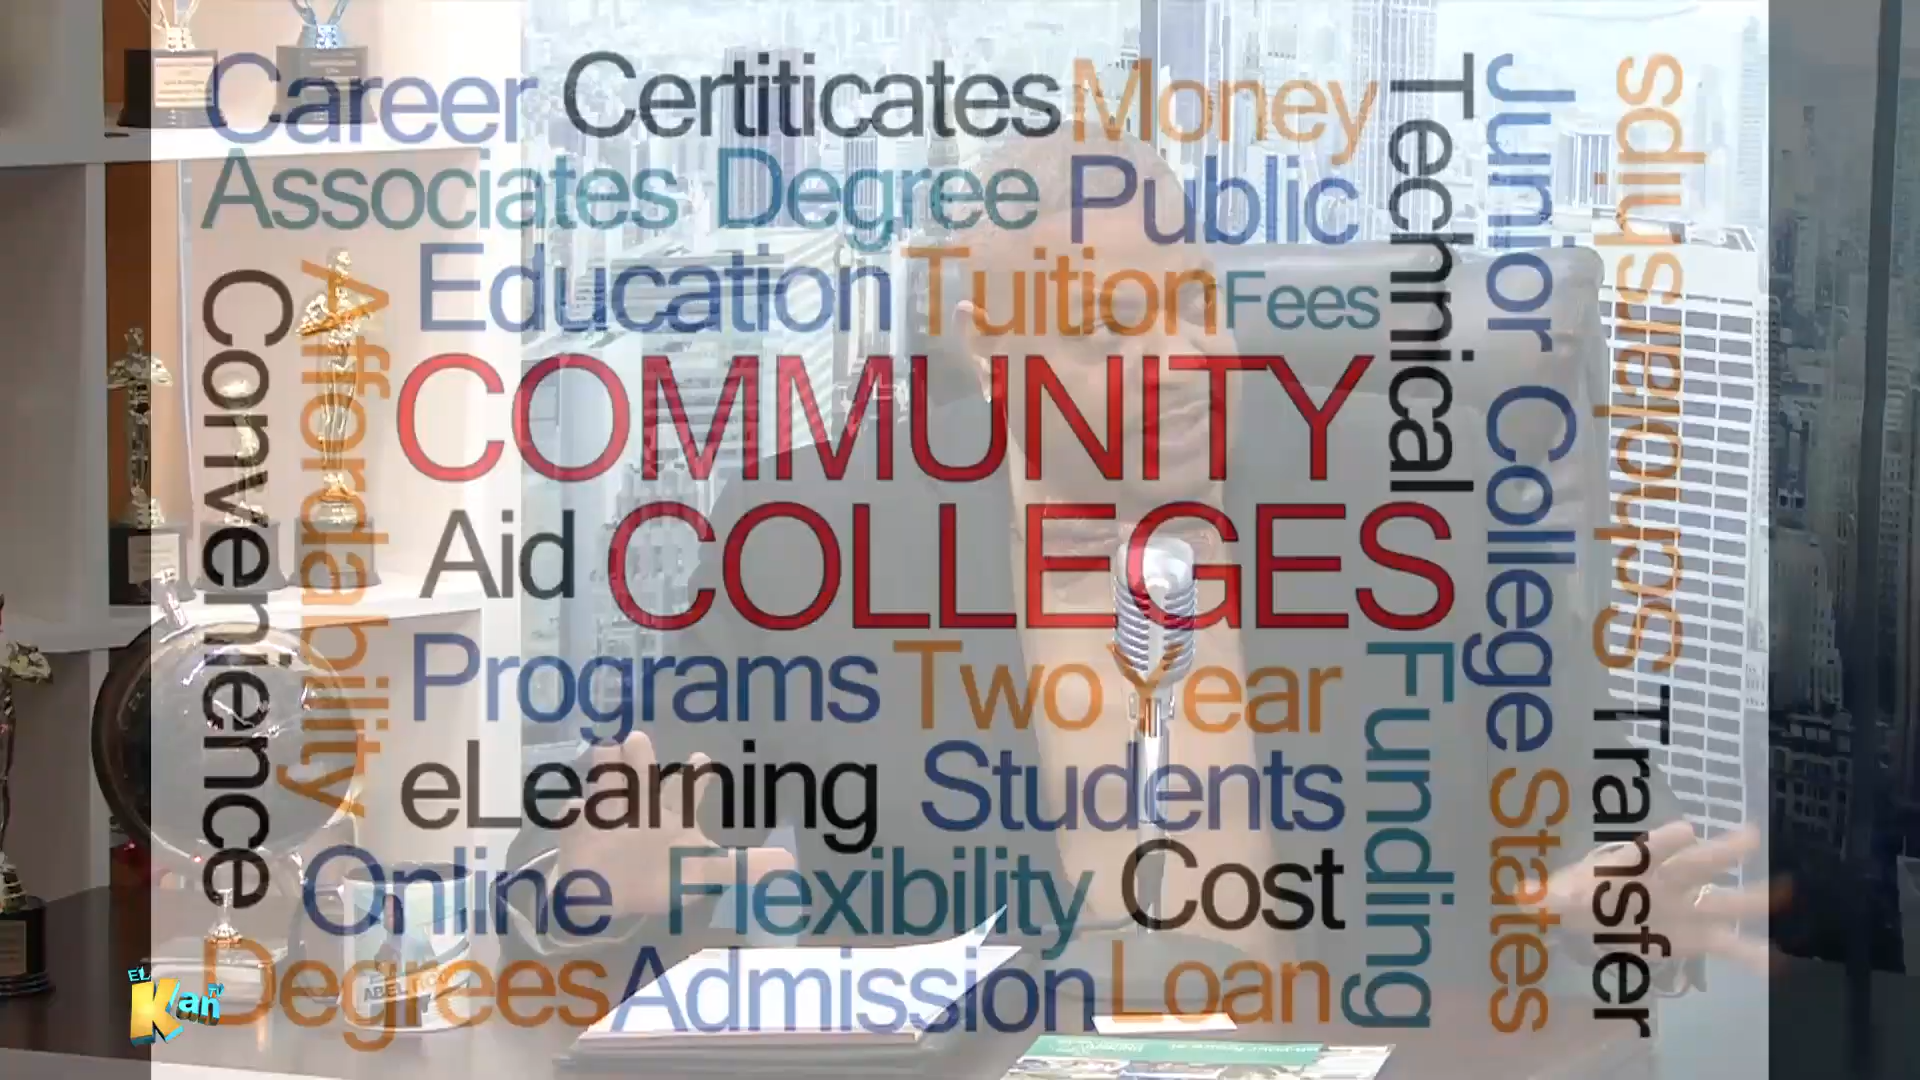 Career Certiticates Money
Associates Degree Public
Education Tuition Fees
COMMUNITY
Aid COLLEGES
Programs Two Year
eLearning Students
Online Flexibility Cost
Degrees Admission Loan
Convenience
Affordability
Technical
Funding
Junior College
States
Scholarships
Transfer
EL
Kan TV